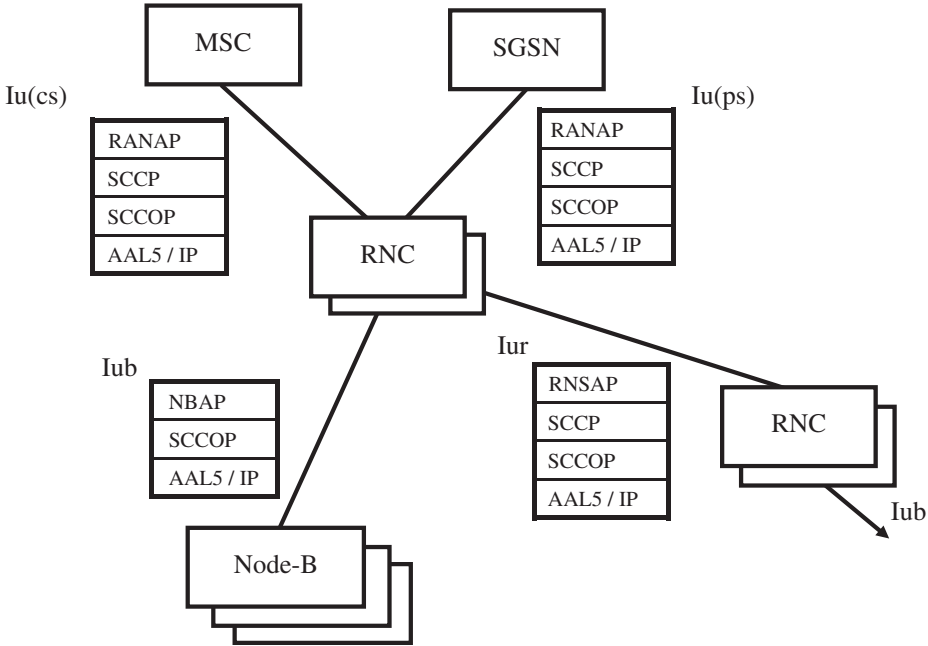 MSC
SGSN
Iu(cs)
Iu(ps)
RANAP
SCCP
SCCOP
AAL5 / IP
RANAP
SCCP
SCCOP
AAL5 / IP
RNC
Iub
NBAP
SCCOP
AAL5 / IP
Iur
RNSAP
SCCP
SCCOP
AAL5 / IP
RNC
Iub
Node-B